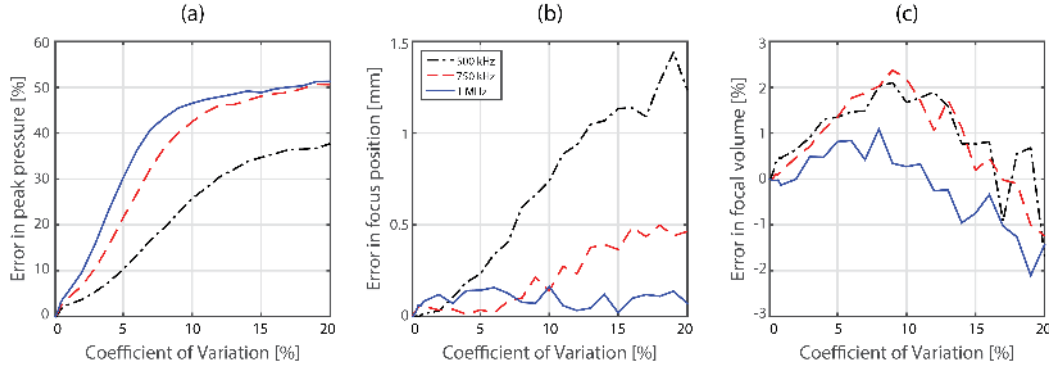 (a)
60
50
40
30
20
10
0
0
5
10
15
20
Error in peak pressure [%]
Coefficient of Variation [%]
(b)
1.5
1
0.5
0
0
5
10
15
20
Error in focus position [mm]
Coefficient of Variation [%]
500 kHz
750 kHz
1 MHz
(c)
3
2
1
0
-1
-2
-3
0
5
10
15
20
Error in focal volume [%]
Coefficient of Variation [%]